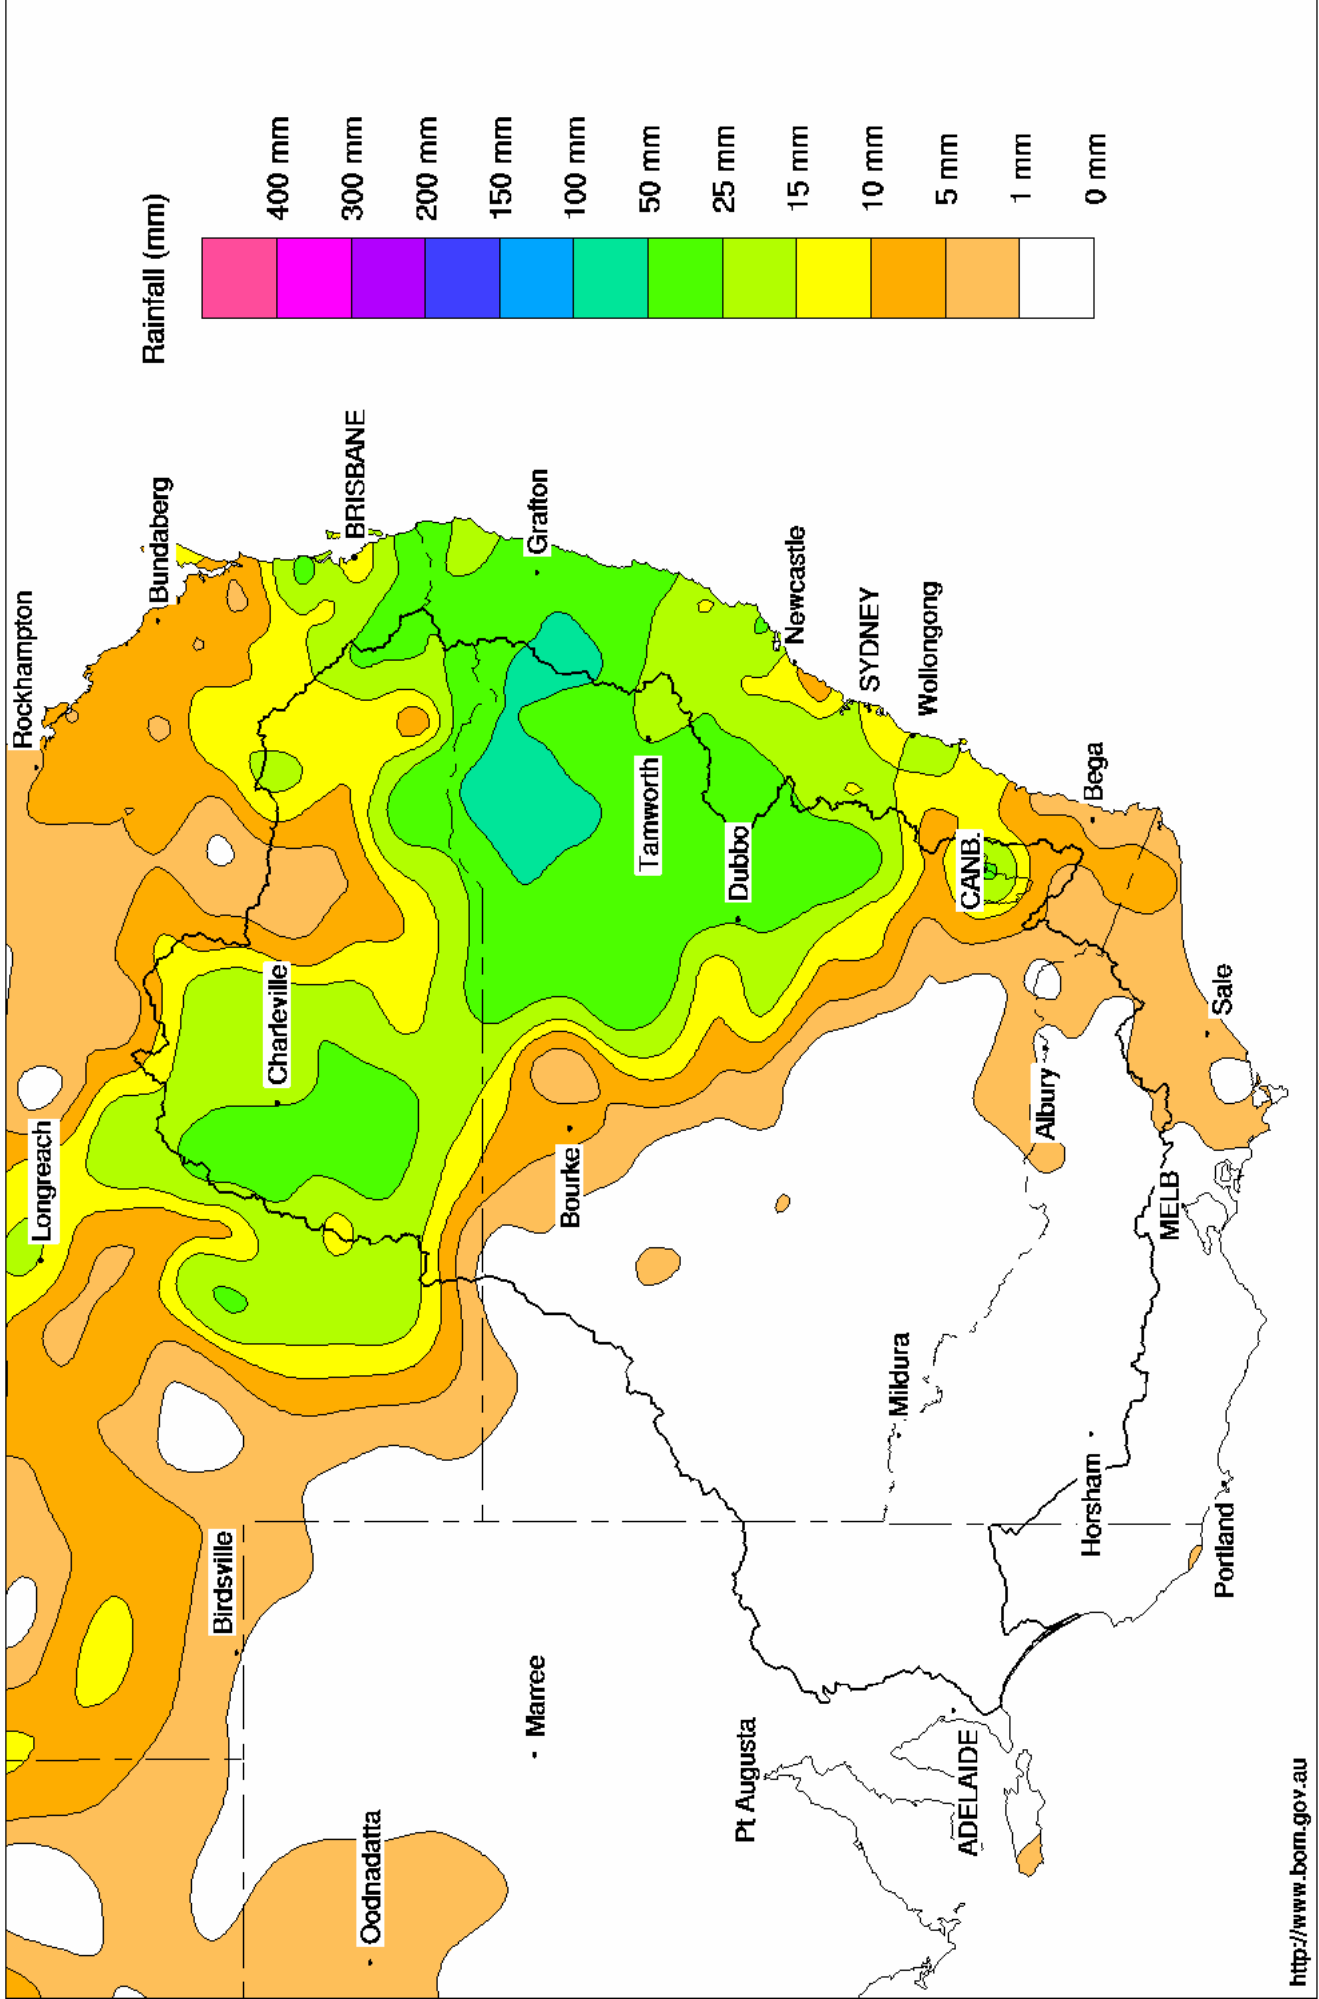 Rockhampton
Bundaberg
BRISBANE
Grafton
Newcastle
SYDNEY
Wollongong
Bega
Longreach
Charleville
Tamworth
Dubbo
CANB.
Sale
Bourke
Albury
MELB
Birdsville
Mildura
Horsham
Portland
Marree
Oodnadatta
Pt Augusta
ADELAIDE
Rainfall (mm)
400 mm
300 mm
200 mm
150 mm
100 mm
50 mm
25 mm
15 mm
10 mm
5 mm
1 mm
0 mm
http://www.bom.gov.au